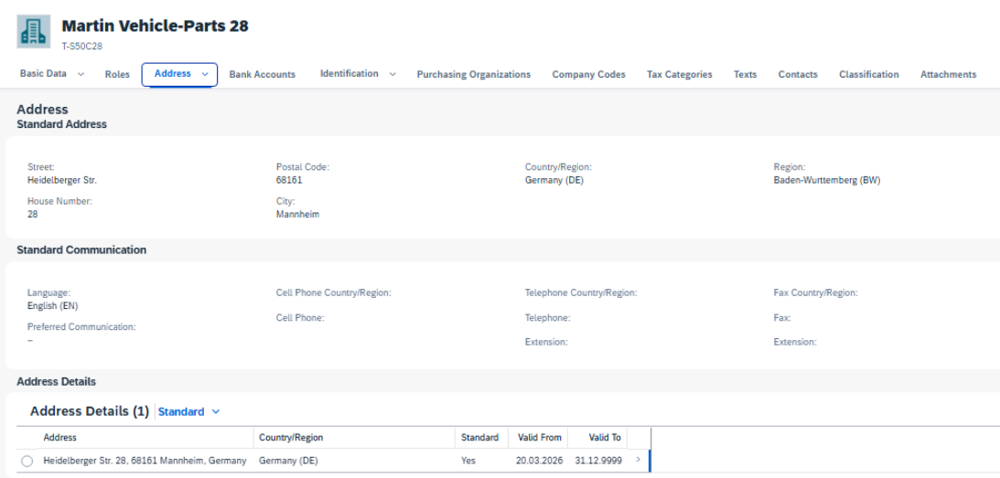 Martin Vehicle-Parts 28
T-S50C28
Basic Data Roles Address Bank Accounts Identification Purchasing Organizations Company Codes Tax Categories Texts Contacts Classification Attachments
Address
Standard Address
Street: Postal Code: Country/Region: Region:
Heidelberger Str. 68161 Germany (DE) Baden-Wurttemberg (BW)
House Number: City:
28 Mannheim
Standard Communication
Language: Cell Phone Country/Region: Telephone Country/Region: Fax Country/Region:
English (EN)
Cell Phone: Telephone: Fax:
Preferred Communication:
–
Extension: Extension:
Address Details
Address Details (1) Standard
Address Country/Region Standard Valid From Valid To
Heidelberger Str. 28, 68161 Mannheim, Germany Germany (DE) Yes 20.03.2026 31.12.9999